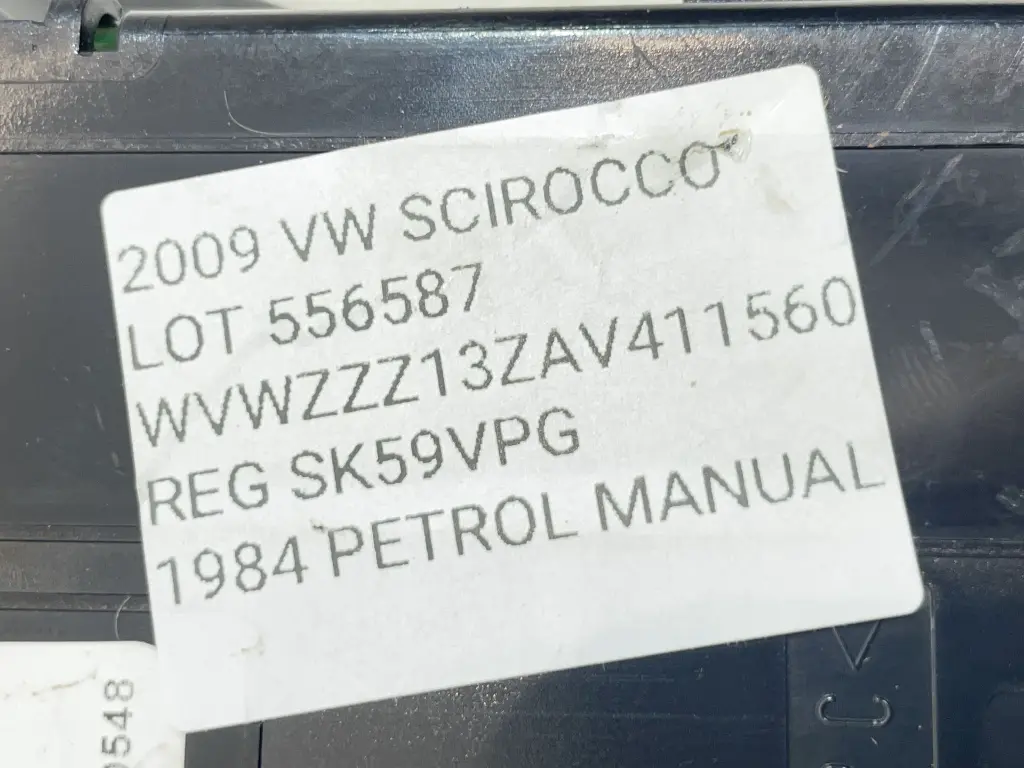 2009 VW SCIROCCO
LOT 556587
WVWZZZ13ZAV411560
REG SK59VPG
1984 PETROL MANUAL